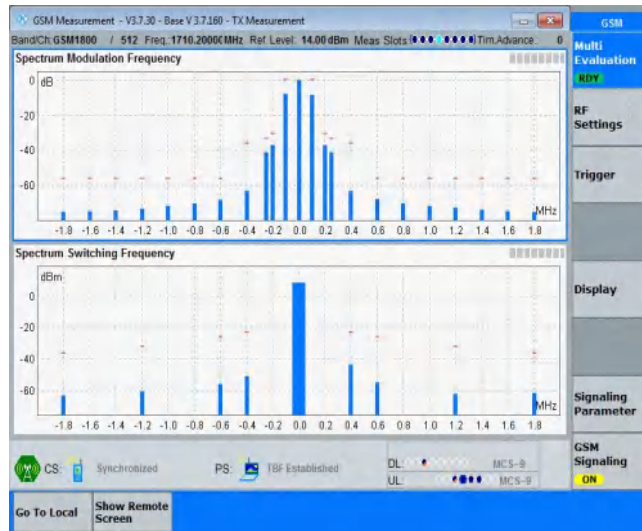 GSM Measurement - V3.7.30 - Base V 3.7.160 - TX Measurement
GSM
Band/Ch: GSM1800 / 512 Freq.: 1710.2000 MHz Ref. Level: 14.00 dBm Meas Slots: Tim.Advance: 0
Multi
Evaluation
RDY
Spectrum Modulation Frequency
dB
0
-20
-40
-60
MHz
-1.8 -1.6 -1.4 -1.2 -1.0 -0.8 -0.6 -0.4 -0.2 0.0 0.2 0.4 0.6 0.8 1.0 1.2 1.4 1.6 1.8
RF
Settings
Trigger
Spectrum Switching Frequency
dBm
0
-20
-40
-60
MHz
-1.8 -1.6 -1.4 -1.2 -1.0 -0.8 -0.6 -0.4 -0.2 0.0 0.2 0.4 0.6 0.8 1.0 1.2 1.4 1.6 1.8
Display
Signaling
Parameter
GSM
Signaling
ON
CS: Synchronized PS: TBF Established
DL: MCS-9
UL: MCS-9
Go To Local
Show Remote
Screen